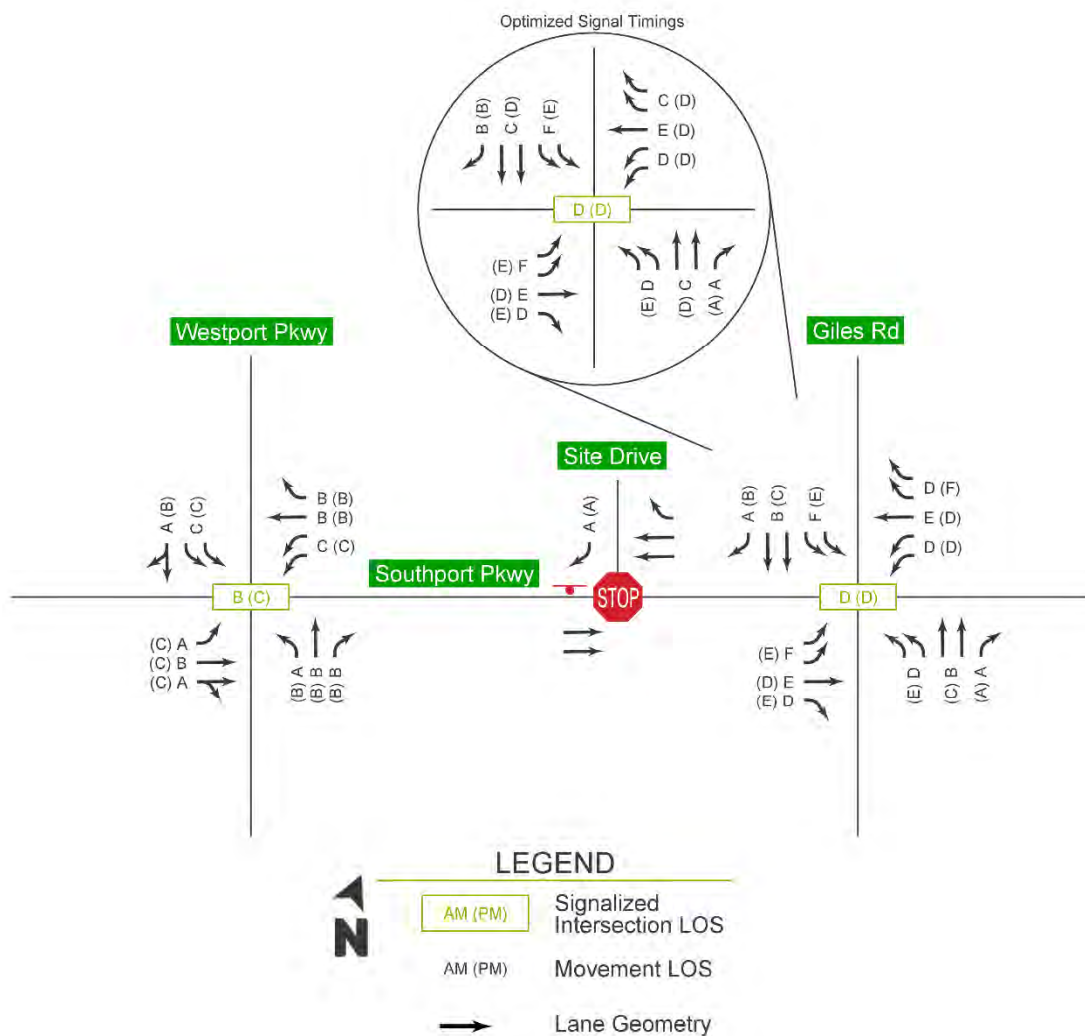 Optimized Signal Timings
B (B)
C (D)
F (E)
C (D)
E (D)
D (D)
D (D)
(E) F
(D) E
(E) D
(E) D
(D) C
(A) A
Westport Pkwy
Giles Rd
Site Drive
A (B)
C (C)
B (B)
B (B)
C (C)
A (A)
A (B)
B (C)
F (E)
D (F)
E (D)
D (D)
Southport Pkwy
B (C)
STOP
D (D)
(C) A
(C) B
(C) A
(B) A
(B) B
(B) B
(E) F
(D) E
(E) D
(E) D
(C) B
(A) A
LEGEND
AM (PM)
Signalized
Intersection LOS
AM (PM)
Movement LOS
Lane Geometry
N